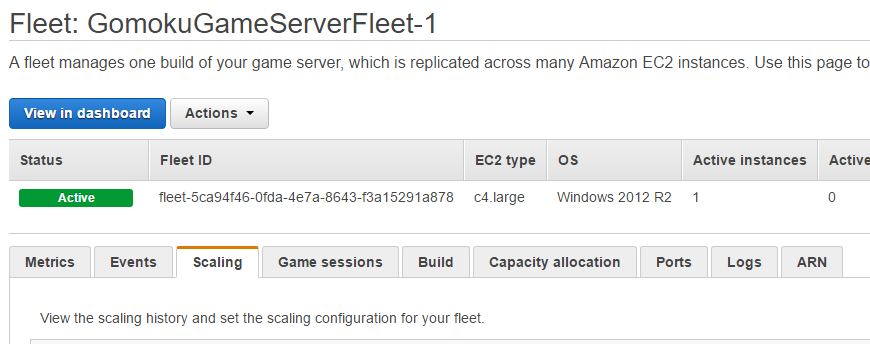 Fleet: GomokuGameServerFleet-1
A fleet manages one build of your game server, which is replicated across many Amazon EC2 instances. Use this page to
View in dashboard Actions
Status Fleet ID EC2 type OS Active instances Active
Active fleet-5ca94f46-0fda-4e7a-8643-f3a15291a878 c4.large Windows 2012 R2 1 0
Metrics Events Scaling Game sessions Build Capacity allocation Ports Logs ARN
View the scaling history and set the scaling configuration for your fleet.